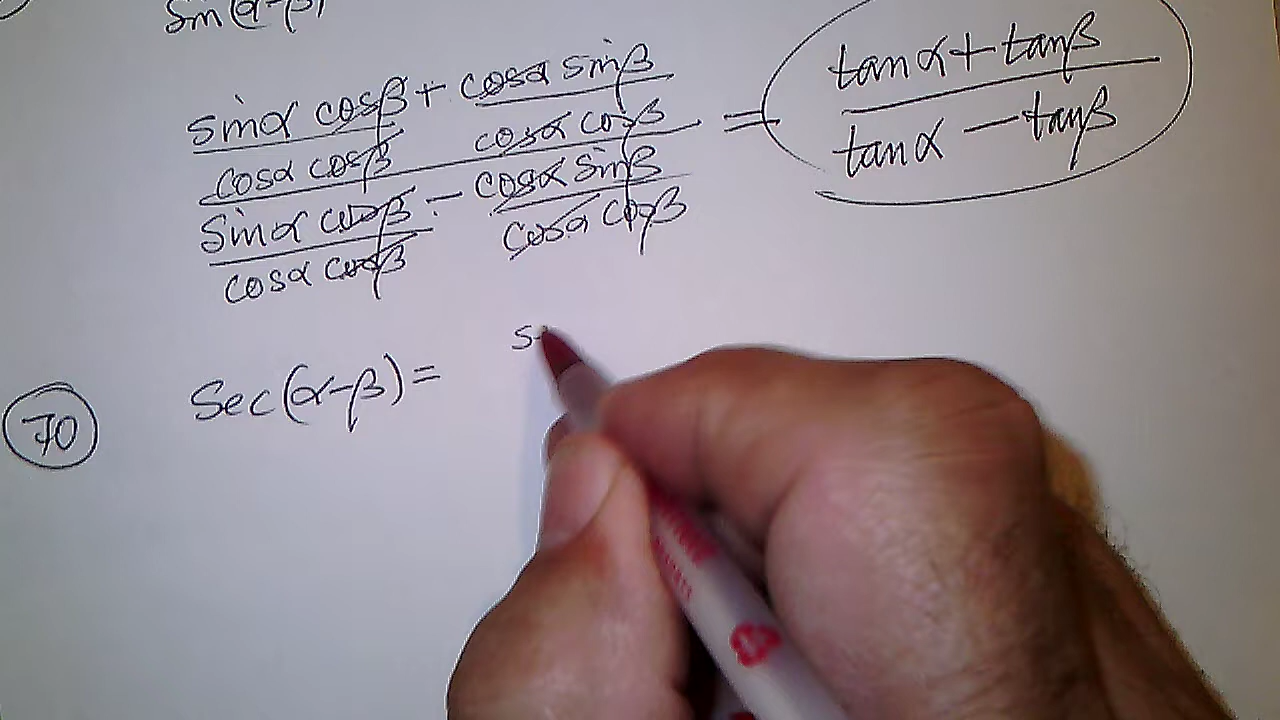 sin(α-β)
sinα cosβ + cosα sinβ
cosα cosβ cosα cosβ
sinα cosβ - cosα sinβ
cosα cosβ cosα cosβ
= tanα + tanβ
tanα - tanβ
70 Sec(α-β) = s